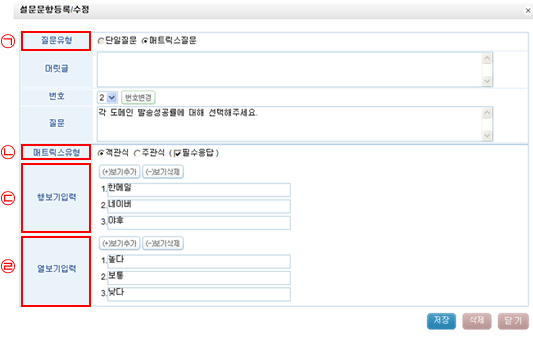 설문문항등록/수정 ×
㉠ 질문유형 단일질문 매트릭스질문
머릿글
번호 2 번호변경
질문 각 도메인 발송성공률에 대해 선택해주세요.
㉡ 매트릭스유형 객관식 주관식 ( 필수응답 )
(+)보기추가 (-)보기삭제
㉢ 행보기입력
1. 한메일
2. 네이버
3. 야후
(+)보기추가 (-)보기삭제
㉣ 열보기입력
1. 높다
2. 보통
3. 낮다
저장 삭제 닫기